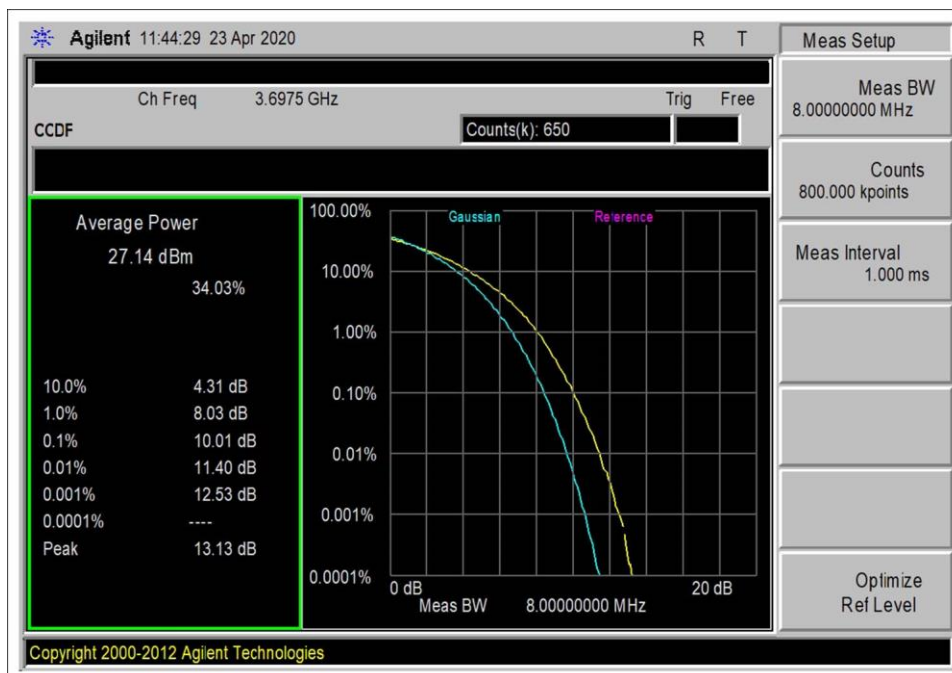 Agilent 11:44:29 23 Apr 2020 R T
Meas Setup
Ch Freq 3.6975 GHz Trig Free
CCDF Counts(k): 650
Meas BW
8.00000000 MHz
Counts
800.000 kpoints
Meas Interval
1.000 ms
Optimize
Ref Level
Average Power
27.14 dBm
34.03%
10.0% 4.31 dB
1.0% 8.03 dB
0.1% 10.01 dB
0.01% 11.40 dB
0.001% 12.53 dB
0.0001% ----
Peak 13.13 dB
Gaussian Reference
100.00%
10.00%
1.00%
0.10%
0.01%
0.001%
0.0001%
0 dB 20 dB
Meas BW 8.00000000 MHz
Copyright 2000-2012 Agilent Technologies